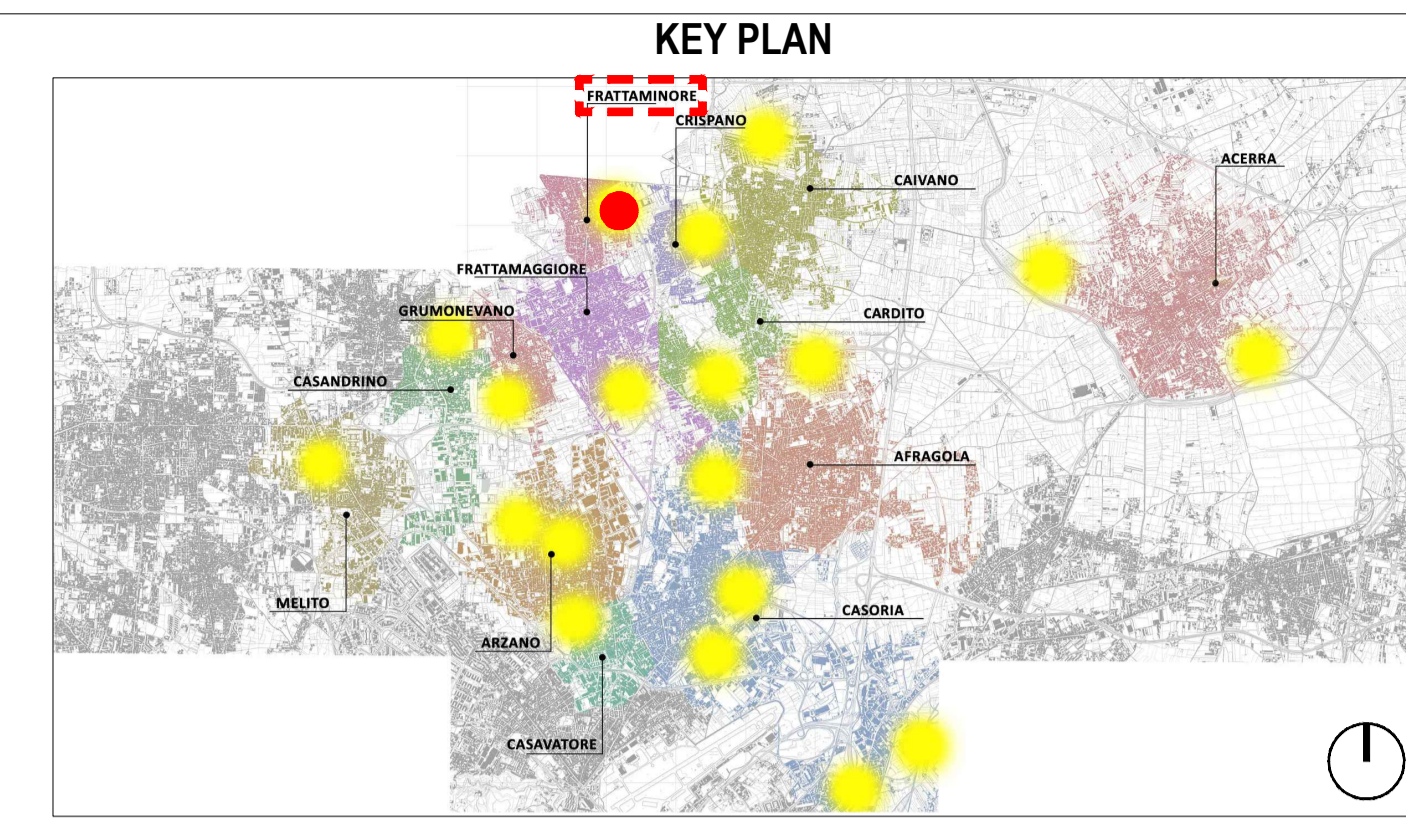 KEY PLAN
FRATTAMINORE
CRISPANO
ACERRA
CAIVANO
FRATTAMAGGIORE
GRUMONEVANO
CARDITO
CASANDRINO
AFRAGOLA
MELITO
CASORIA
ARZANO
CASAVATORE